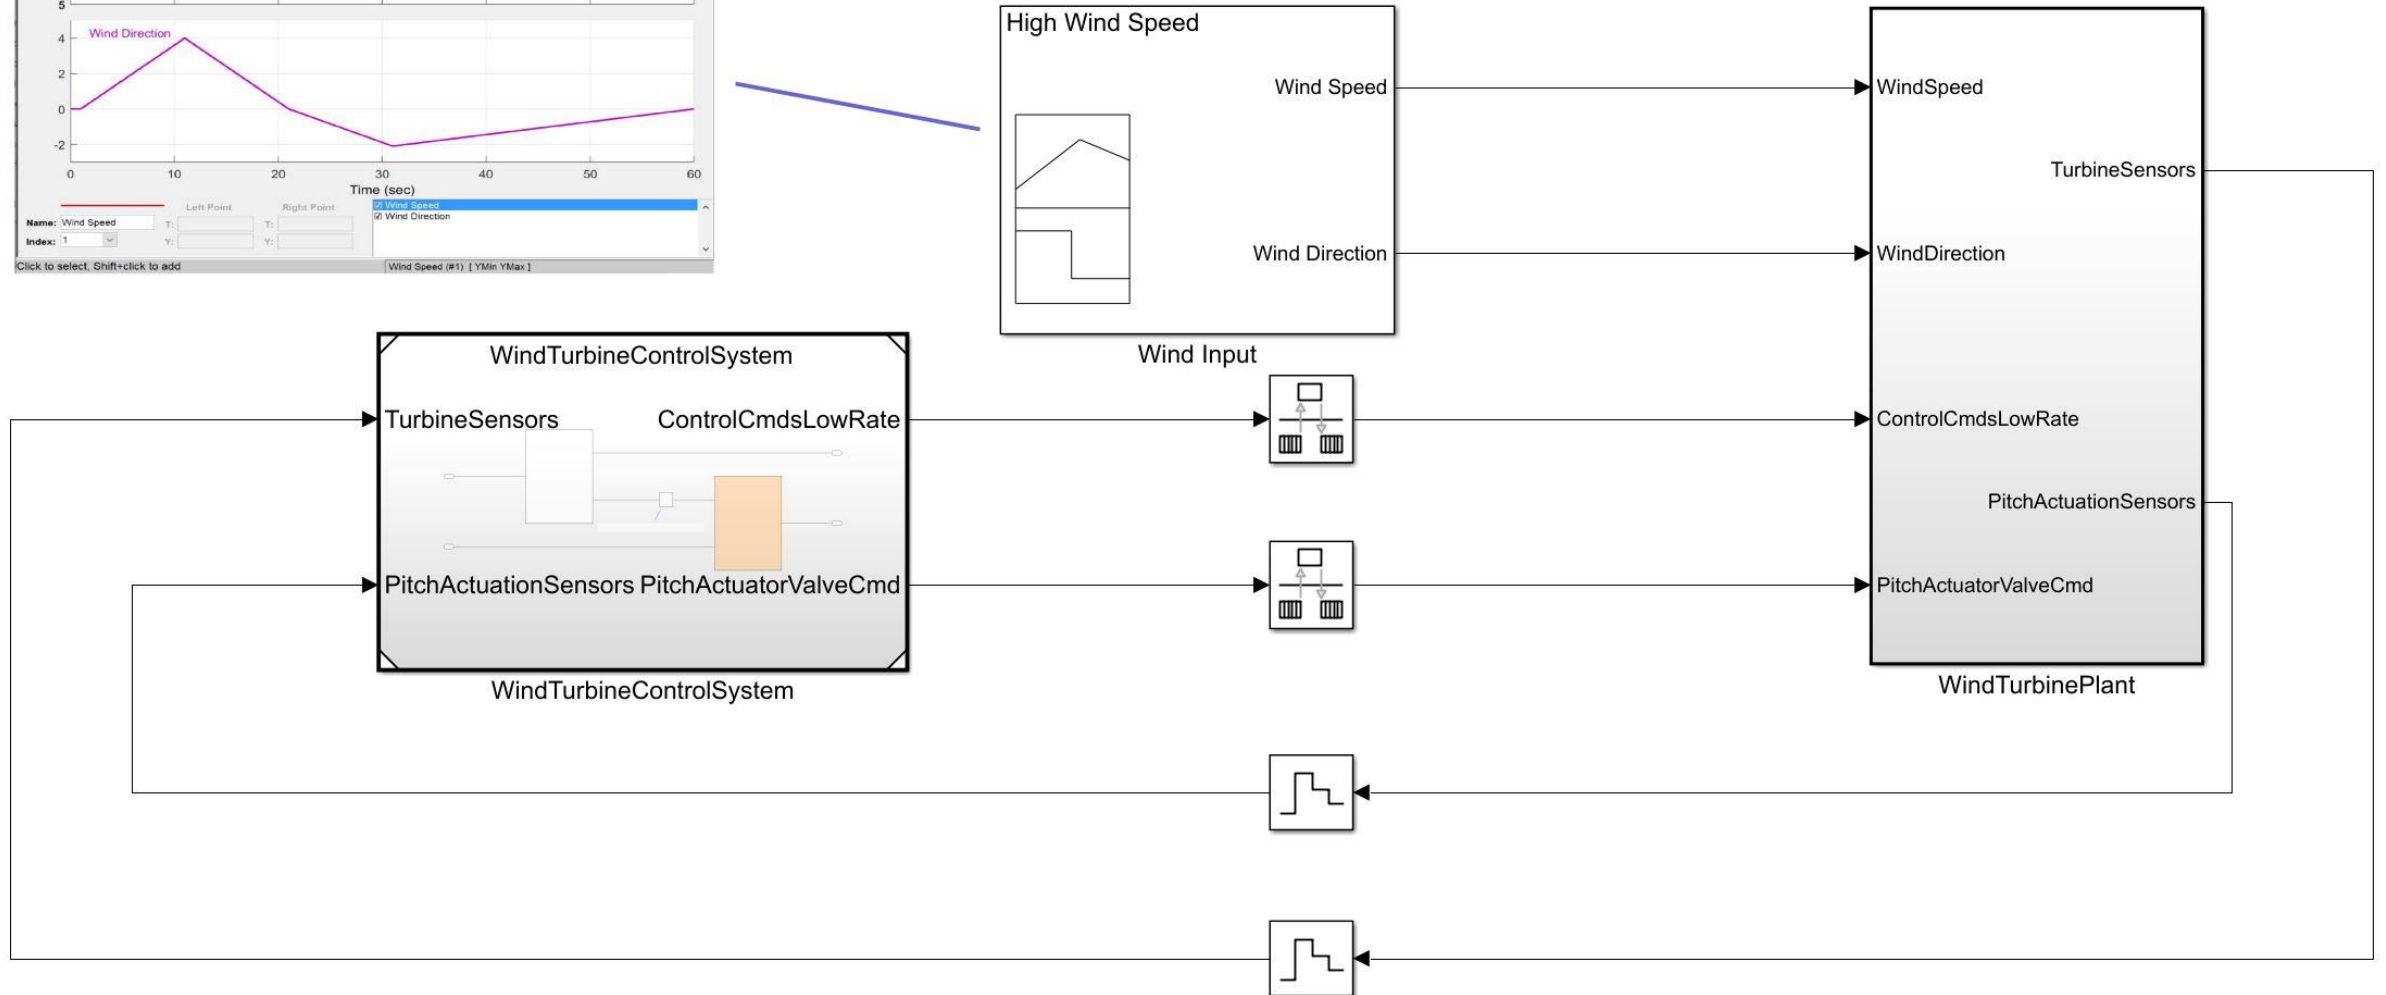 5
Wind Direction
4
2
0
-2
0 10 20 30 40 50 60
Time (sec)
Left Point Right Point
Name: Wind Speed T: T:
Index: 1 Y: Y:
Wind Speed
Wind Direction
Click to select, Shift+click to add
Wind Speed (#1) [ YMin YMax ]
High Wind Speed
Wind Speed
Wind Direction
Wind Input
WindSpeed
TurbineSensors
WindDirection
ControlCmdsLowRate
PitchActuationSensors
PitchActuatorValveCmd
WindTurbinePlant
WindTurbineControlSystem
TurbineSensors ControlCmdsLowRate
PitchActuationSensors PitchActuatorValveCmd
WindTurbineControlSystem